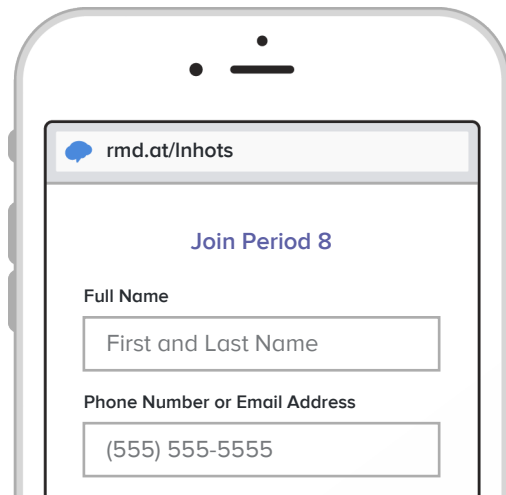 rmd.at/lnhots
Join Period 8
Full Name
First and Last Name
Phone Number or Email Address
(555) 555-5555